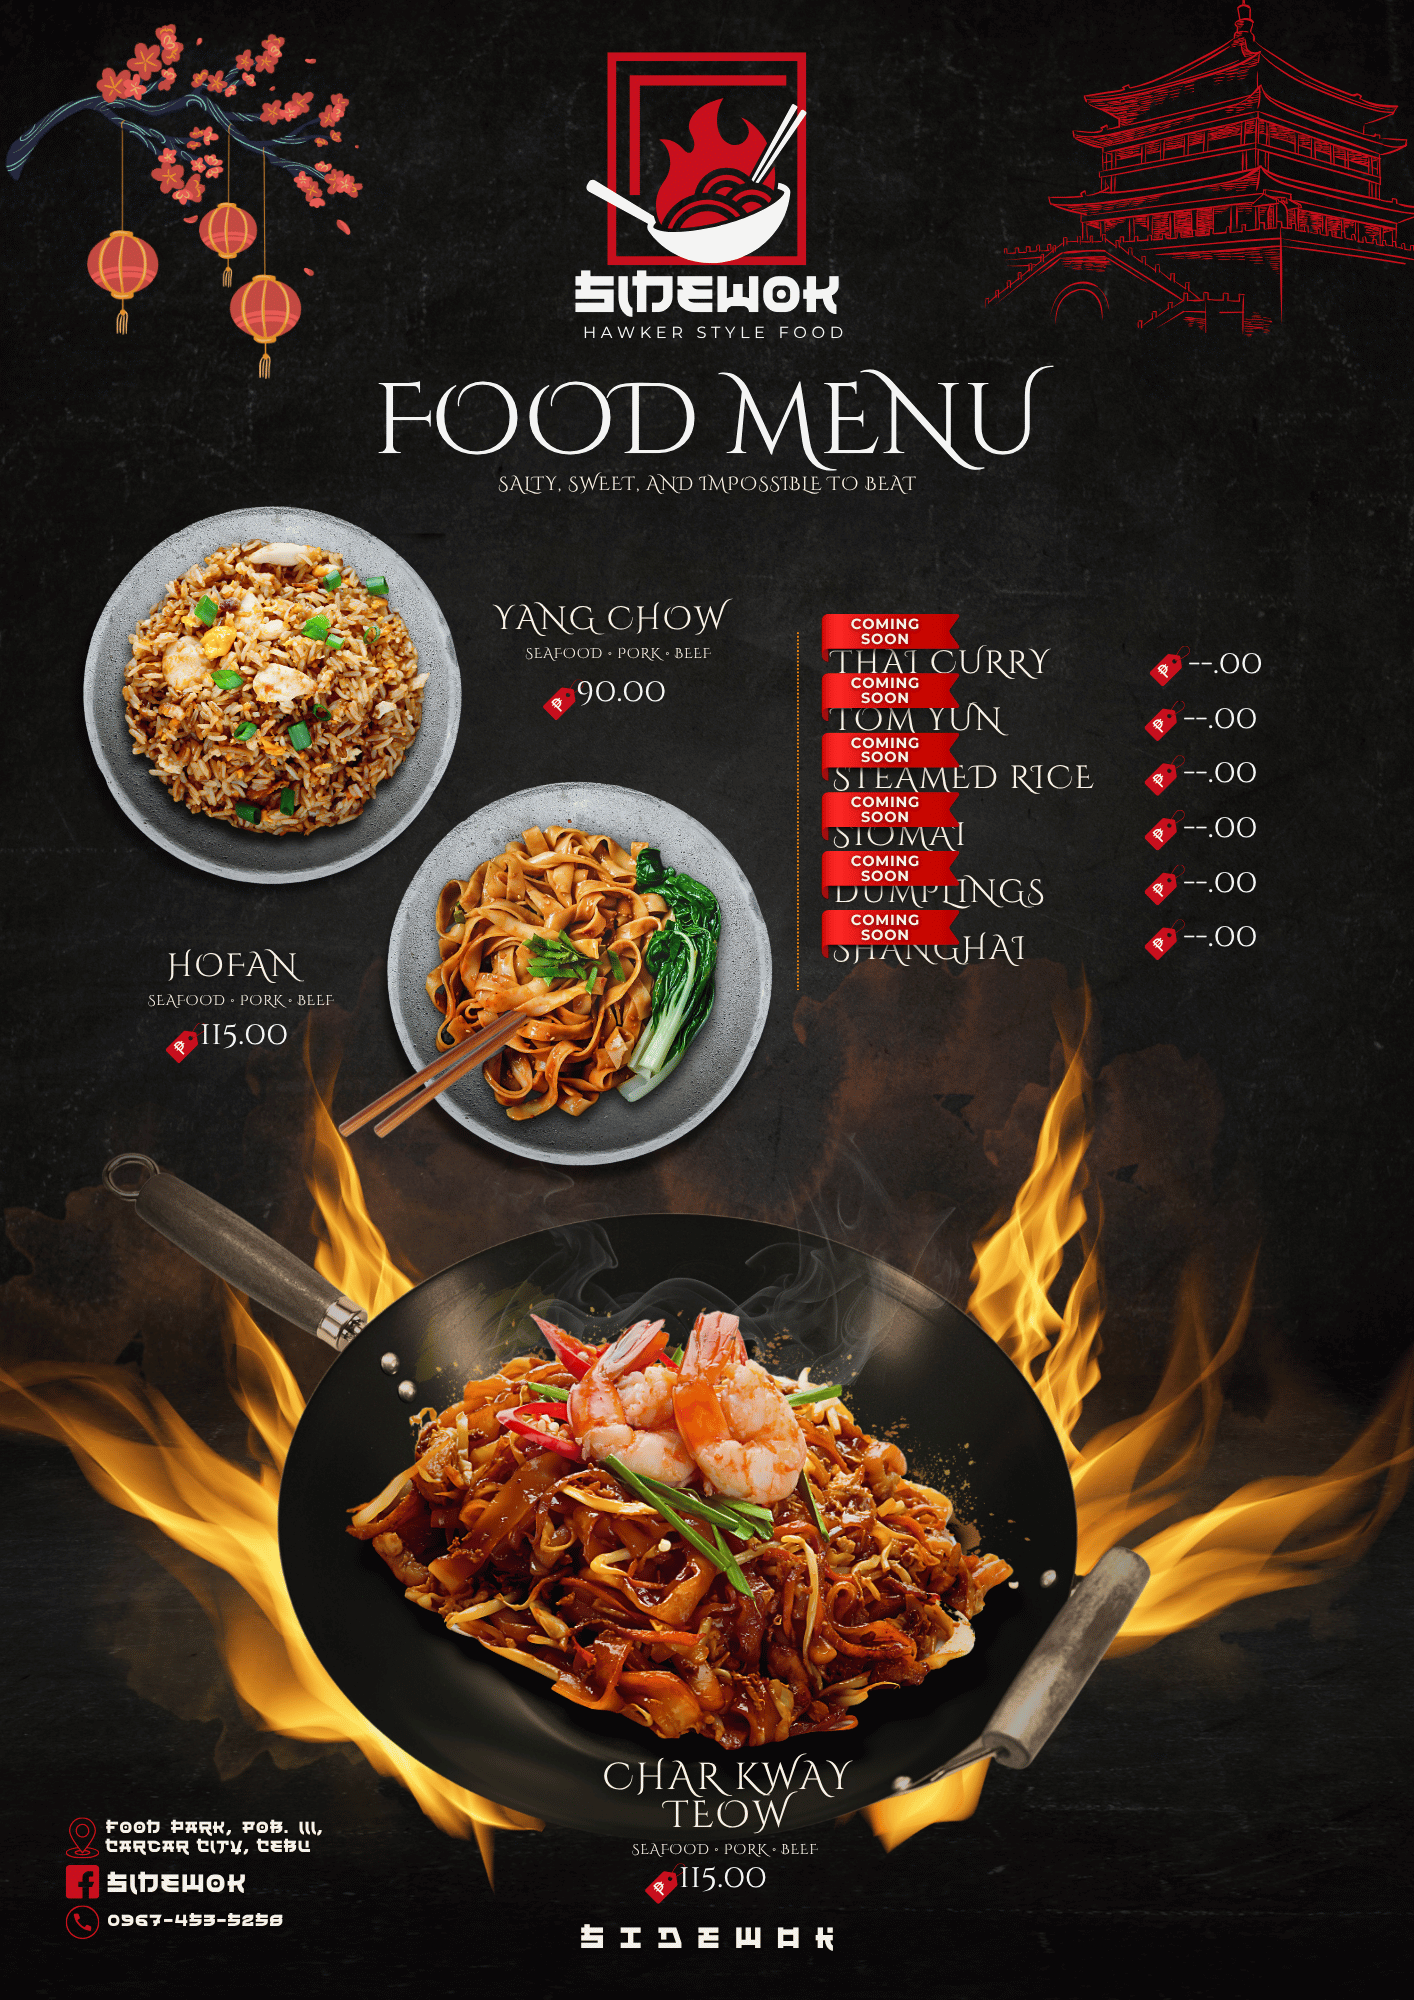 SIDEWOK
HAWKER STYLE FOOD
FOOD MENU
SALTY, SWEET, AND IMPOSSIBLE TO BEAT
YANG CHOW
SEAFOOD • PORK • BEEF
₱ 90.00
HOFAN
SEAFOOD • PORK • BEEF
₱ 115.00
COMING
SOON
THAI CURRY ₱ --.00
COMING
SOON
TOM YUN ₱ --.00
COMING
SOON
STEAMED RICE ₱ --.00
COMING
SOON
SIOMAI ₱ --.00
COMING
SOON
DUMPLINGS ₱ --.00
COMING
SOON
SHANGHAI ₱ --.00
CHAR KWAY
TEOW
SEAFOOD • PORK • BEEF
₱ 115.00
FOOD PARK, POB. III,
CARCAR CITY, CEBU
SIDEWOK
0967-453-5258
SIDEWOK